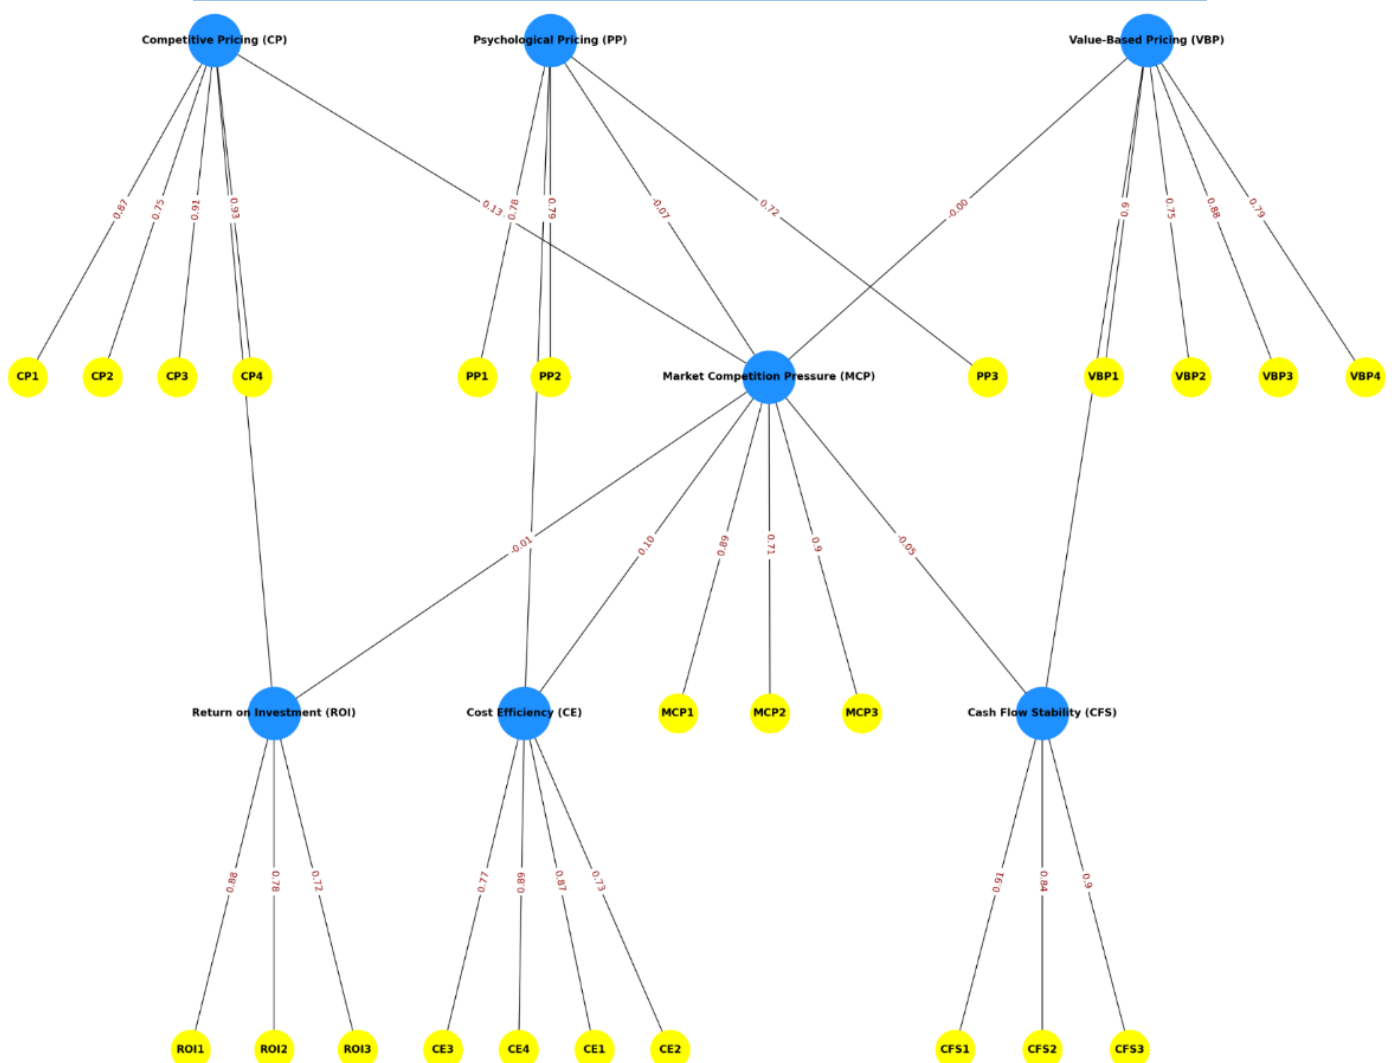 Competitive Pricing (CP)
Psychological Pricing (PP)
Value-Based Pricing (VBP)
0.87
0.75
0.91
0.93
0.13
0.78
0.79
-0.07
0.72
-0.00
0.9
0.75
0.88
0.79
CP1
CP2
CP3
CP4
PP1
PP2
Market Competition Pressure (MCP)
PP3
VBP1
VBP2
VBP3
VBP4
-0.01
0.10
0.89
0.71
0.9
-0.05
Return on Investment (ROI)
Cost Efficiency (CE)
MCP1
MCP2
MCP3
Cash Flow Stability (CFS)
0.88
0.78
0.72
0.77
0.89
0.87
0.73
0.91
0.84
0.9
ROI1
ROI2
ROI3
CE3
CE4
CE1
CE2
CFS1
CFS2
CFS3